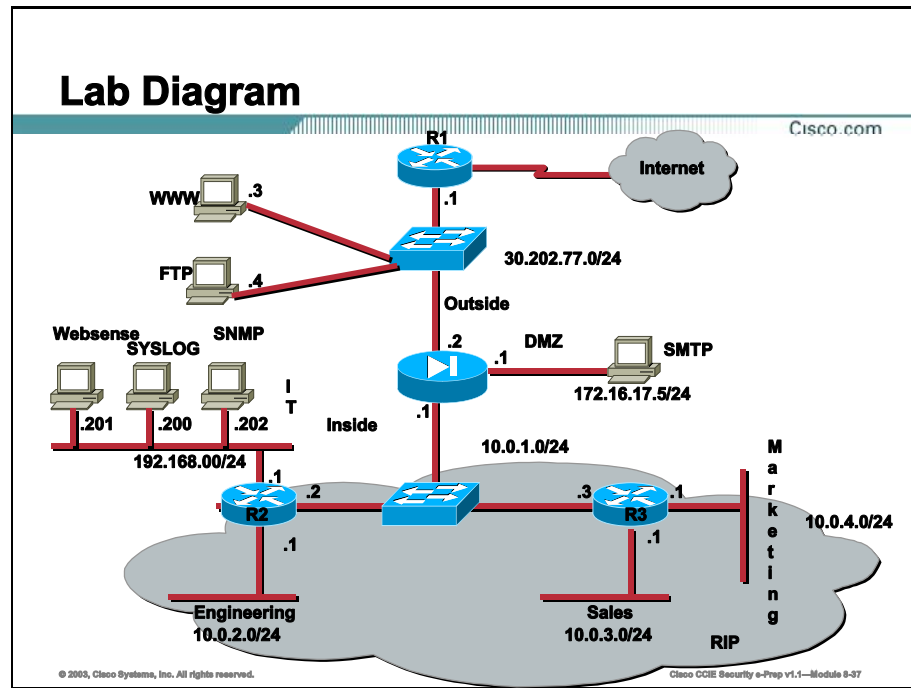 Lab Diagram
Cisco.com
R1
Internet
.1
WWW
.3
30.202.77.0/24
FTP
.4
Outside
Websense
SYSLOG
SNMP
.2
DMZ
.1
SMTP
172.16.17.5/24
I
T
.201
.200
.202
.1
Inside
192.168.00/24
10.0.1.0/24
Marketing
.1
.2
R2
.3
R3
.1
10.0.4.0/24
.1
.1
Engineering
10.0.2.0/24
Sales
10.0.3.0/24
RIP
© 2003, Cisco Systems, Inc. All rights reserved.
Cisco CCIE Security e-Prep v1.1—Module 8-37